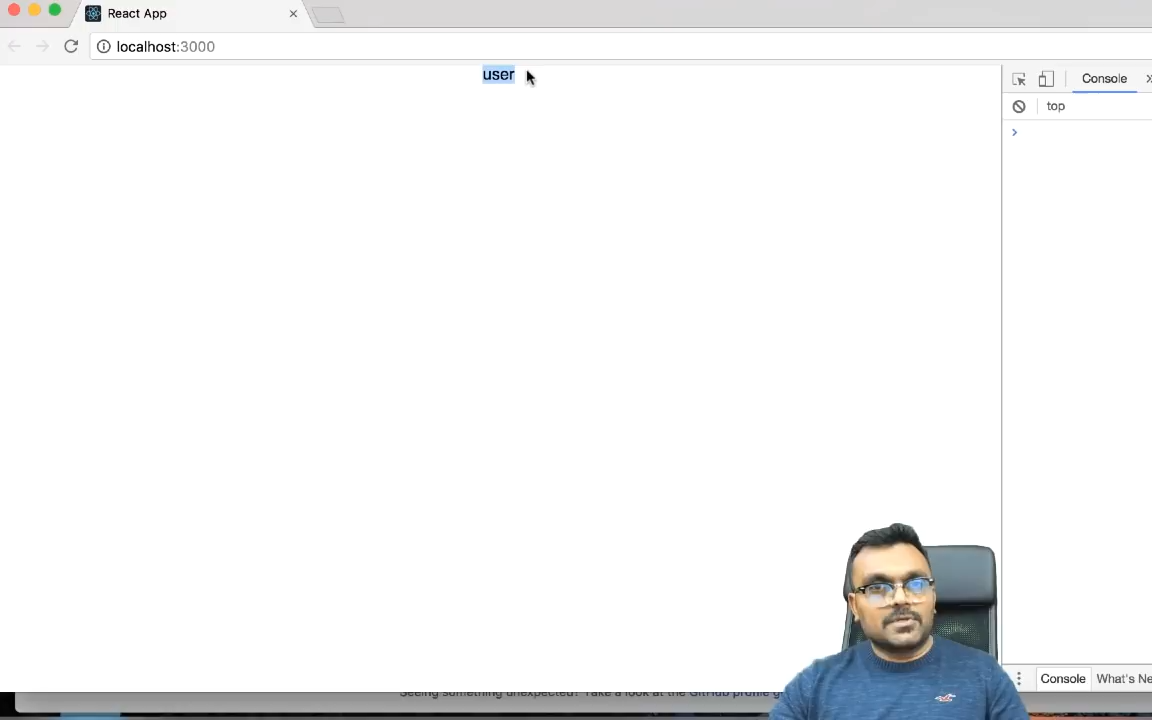 React App
localhost:3000
user
Console
top
Console
What's Ne
Seeing something unexpected? Take a look at the GitHub profile g